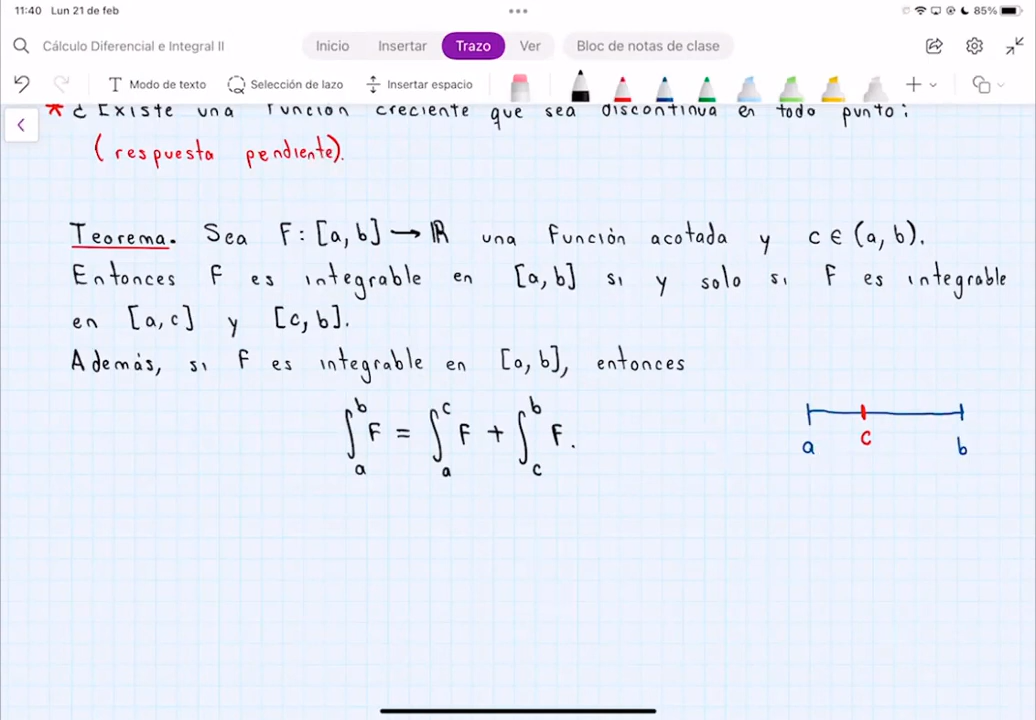 11:40 Lun 21 de feb
85%
Cálculo Diferencial e Integral II
Inicio Insertar Trazo Ver Bloc de notas de clase
Modo de texto Selección de lazo Insertar espacio
* ¿Existe una función creciente que sea discontinua en todo punto?
(respuesta pendiente).
Teorema. Sea f: [a, b] → ℝ una función acotada y c ∈ (a, b).
Entonces f es integrable en [a, b] si y solo si f es integrable
en [a, c] y [c, b].
Además, si f es integrable en [a, b], entonces
∫_a^b f = ∫_a^c f + ∫_c^b f.
a c b